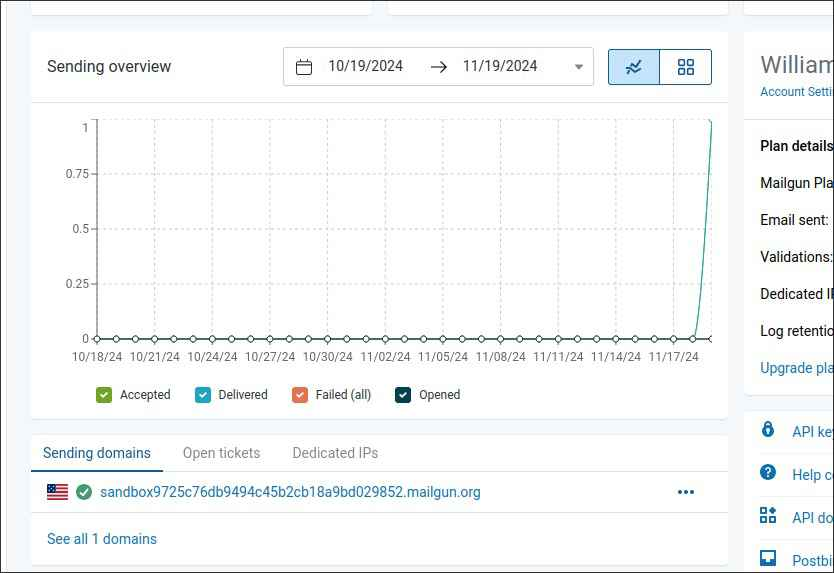 Sending overview
10/19/2024 → 11/19/2024
1
0.75
0.5
0.25
0
10/18/24 10/21/24 10/24/24 10/27/24 10/30/24 11/02/24 11/05/24 11/08/24 11/11/24 11/14/24 11/17/24
Accepted Delivered Failed (all) Opened
Sending domains Open tickets Dedicated IPs
sandbox9725c76db9494c45b2cb18a9bd029852.mailgun.org
See all 1 domains
William
Account Setti
Plan details
Mailgun Pla
Email sent:
Validations:
Dedicated I
Log retentio
Upgrade pla
API key
Help c
API do
Postbi